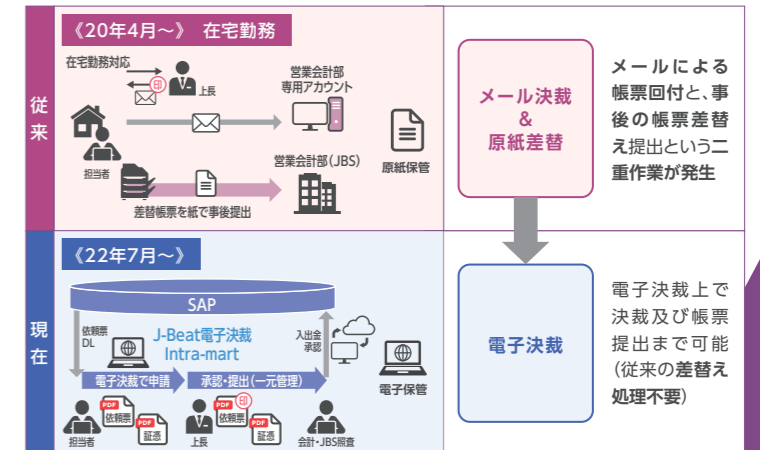 従来
《20年4月~》 在宅勤務
在宅勤務対応
印
上長
営業会計部
専用アカウント
担当者
営業会計部(JBS)
原紙保管
差替帳票を紙で事後提出
メール決裁
&
原紙差替
メールによる
帳票回付と、事
後の帳票差替
え提出という二
重作業が発生
現在
《22年7月~》
SAP
依頼票
DL
J-Beat電子決裁
Intra-mart
入出金
承認
電子決裁で申請
承認・提出(一元管理)
電子保管
PDF
依頼票
PDF
証憑
PDF
印
依頼票
PDF
証憑
担当者
上長
会計・JBS照査
電子決裁
電子決裁上で
決裁及び帳票
提出まで可能
(従来の差替え
処理不要)